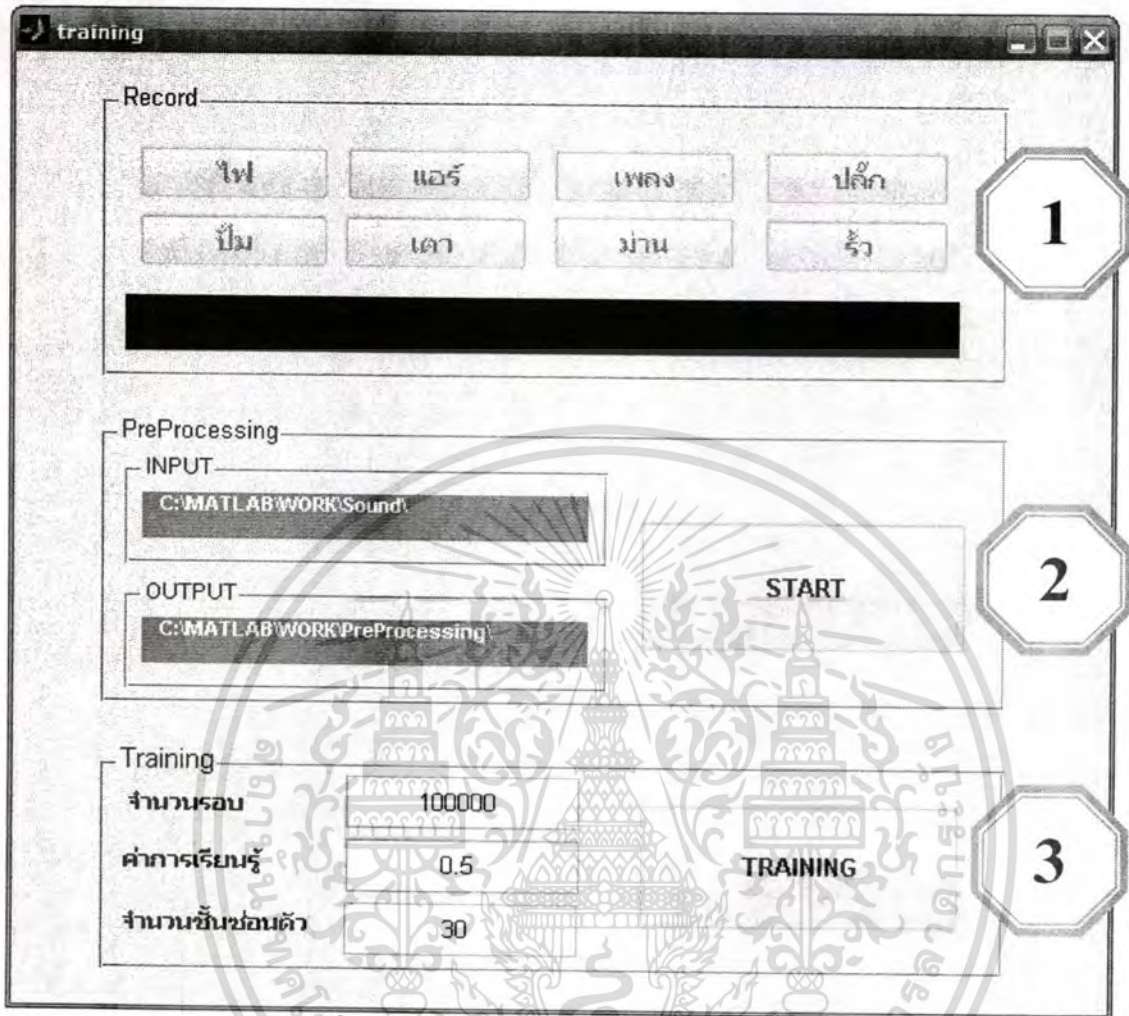 training
Record
ไฟ แอร์ เพลง ปลั๊ก
1
ปั๊ม เตา ม่าน รั้ว
PreProcessing
INPUT
C:\MATLAB\WORK\Sound\
START
2
OUTPUT
C:\MATLAB\WORK\PreProcessing\
Training
จำนวนรอบ 100000
ค่าการเรียนรู้ 0.5
TRAINING
3
จำนวนชั้นซ่อนตัว 30